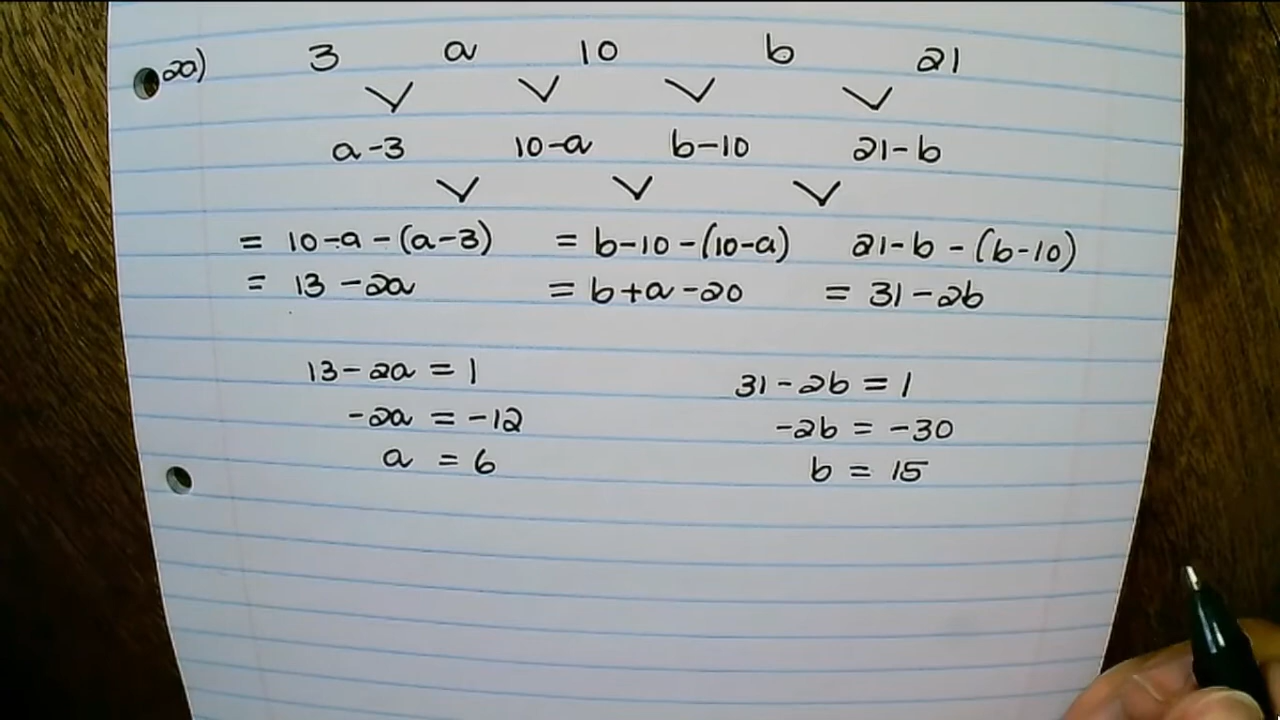 20) 3 a 10 b 21
a-3 10-a b-10 21-b
= 10-a-(a-3) = b-10-(10-a) 21-b-(b-10)
= 13-2a = b+a-20 = 31-2b
13-2a = 1 31-2b = 1
-2a = -12 -2b = -30
a = 6 b = 15